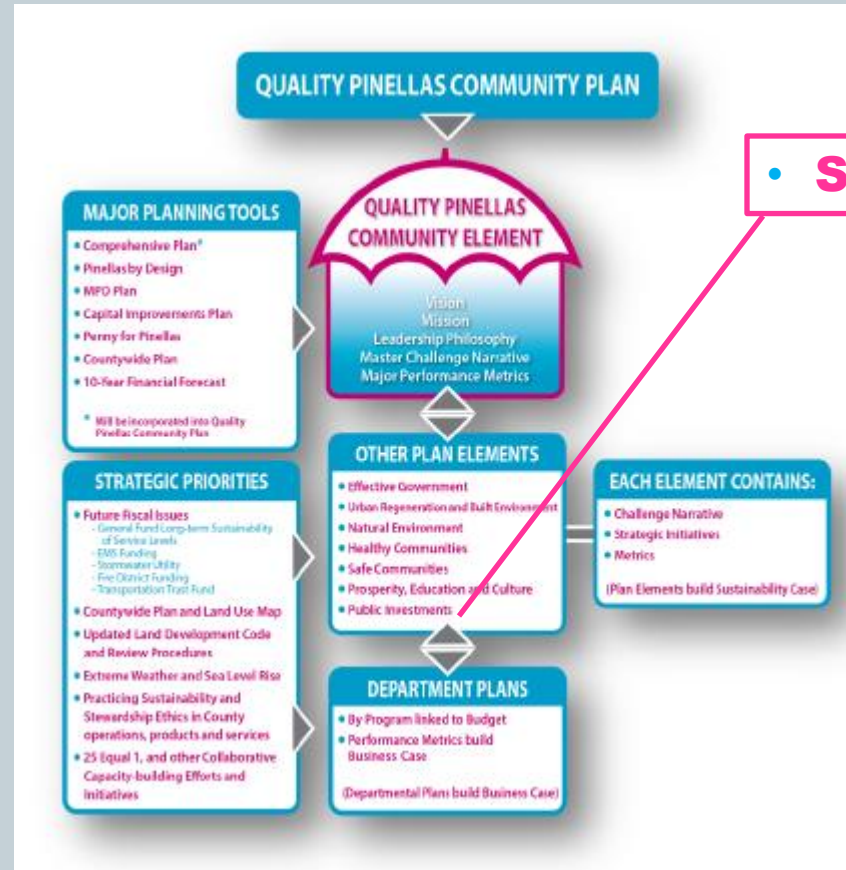 QUALITY PINELLAS COMMUNITY PLAN
• S
MAJOR PLANNING TOOLS
• Comprehensive Plan*
• Pinellas by Design
• MPO Plan
• Capital Improvements Plan
• Penny for Pinellas
• Countywide Plan
• 10-Year Financial Forecast
* Will be incorporated into Quality
Pinellas Community Plan
QUALITY PINELLAS
COMMUNITY ELEMENT
Vision
Mission
Leadership Philosophy
Master Challenge Narrative
Major Performance Metrics
STRATEGIC PRIORITIES
• Future Fiscal Issues
- General Fund Long-term Sustainability
of Service Levels
- EMS Funding
- Stormwater Utility
- Fire District Funding
- Transportation Trust Fund
• Countywide Plan and Land Use Map
• Updated Land Development Code
and Review Procedures
• Extreme Weather and Sea Level Rise
• Practicing Sustainability and
Stewardship Ethics in County
operations, products and services
• 25 Equal 1, and other Collaborative
Capacity-building Efforts and
Initiatives
OTHER PLAN ELEMENTS
• Effective Government
• Urban Regeneration and Built Environment
• Natural Environment
• Healthy Communities
• Safe Communities
• Prosperity, Education and Culture
• Public Investments
EACH ELEMENT CONTAINS:
• Challenge Narrative
• Strategic Initiatives
• Metrics
(Plan Elements build Sustainability Case)
DEPARTMENT PLANS
• By Program linked to Budget
• Performance Metrics build
Business Case
(Departmental Plans build Business Case)